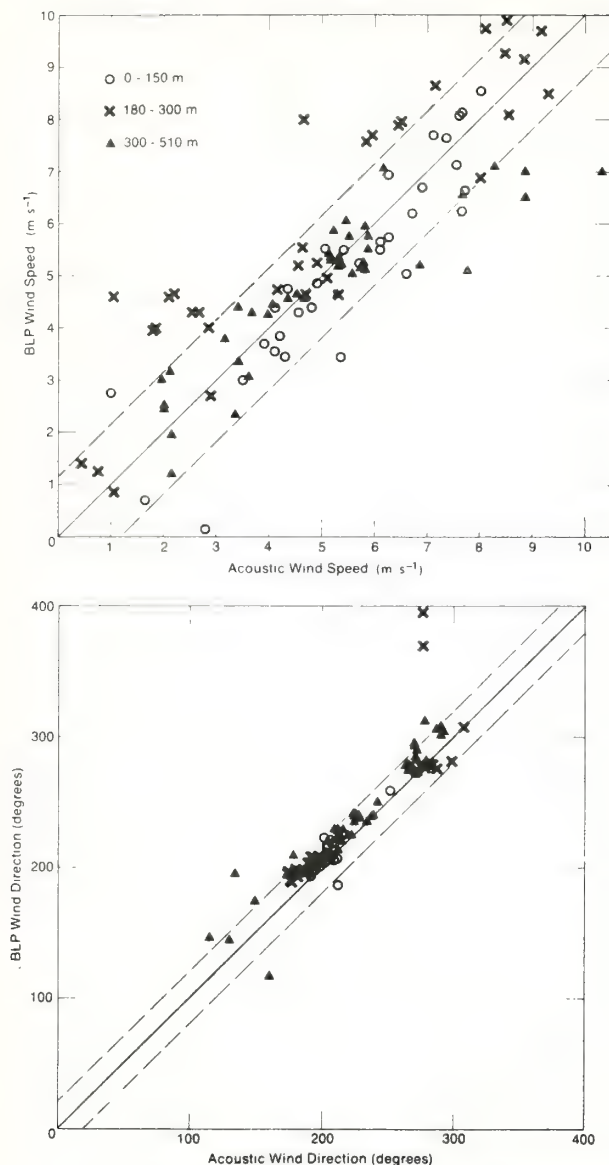 10
9
8
7
6
5
4
3
2
1
0
BLP Wind Speed (m s⁻¹)
0 - 150 m
180 - 300 m
300 - 510 m
1 2 3 4 5 6 7 8 9 10
Acoustic Wind Speed (m s⁻¹)
400
300
200
100
0
BLP Wind Direction (degrees)
100 200 300 400
Acoustic Wind Direction (degrees)